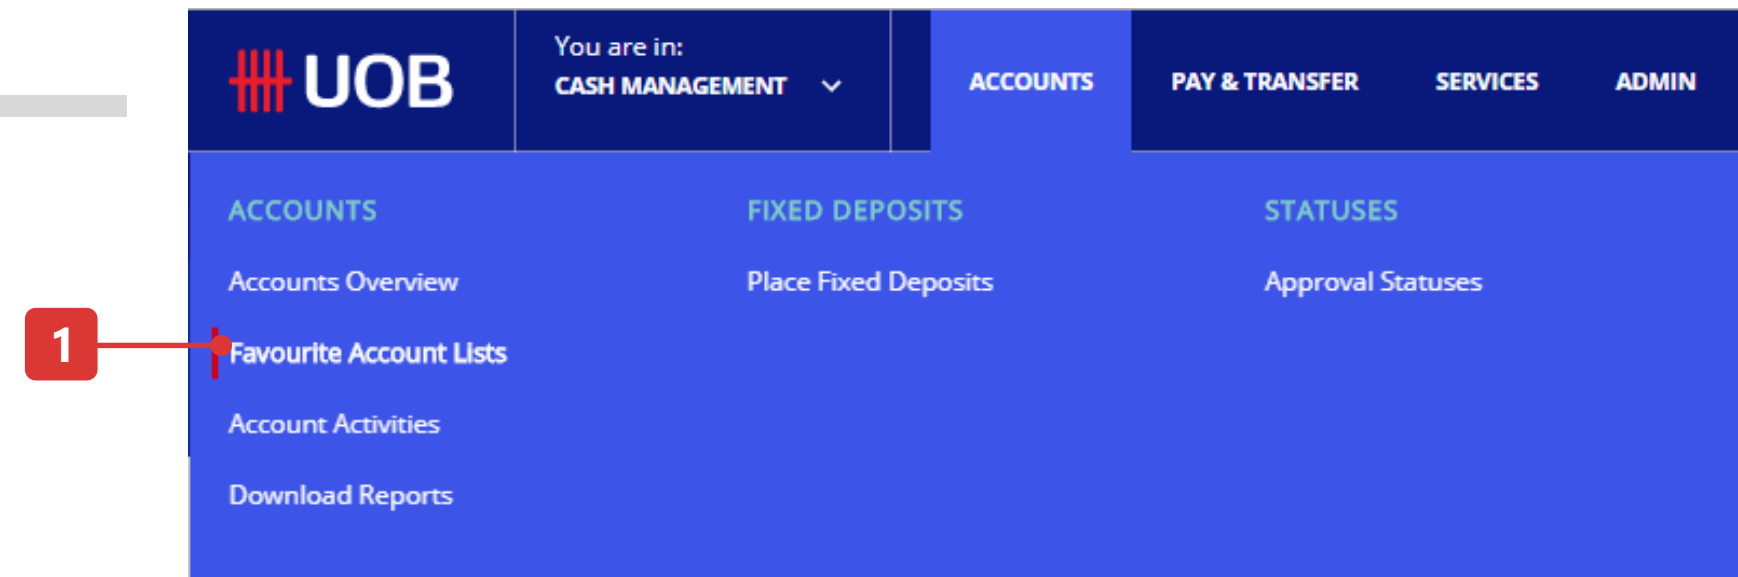 UOB
You are in:
CASH MANAGEMENT
ACCOUNTS
PAY & TRANSFER
SERVICES
ADMIN
ACCOUNTS
Accounts Overview
1
Favourite Account Lists
Account Activities
Download Reports
FIXED DEPOSITS
Place Fixed Deposits
STATUSES
Approval Statuses